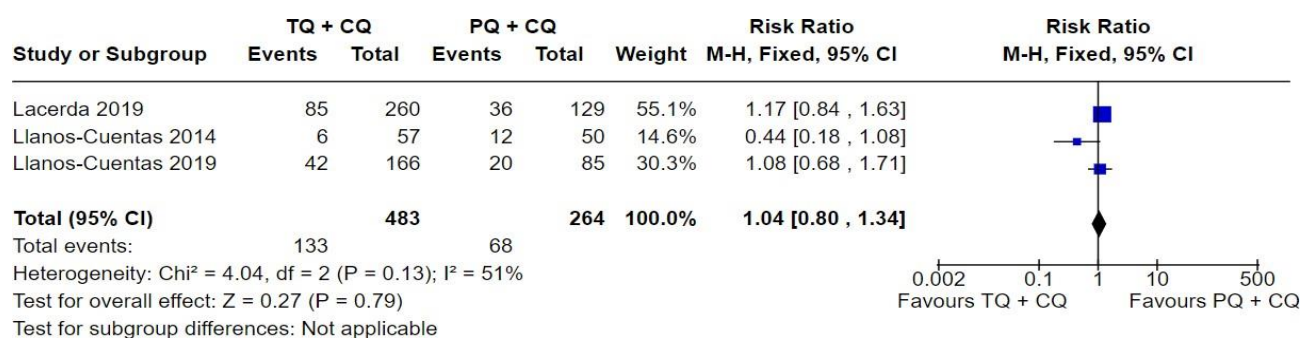 TQ + CQ PQ + CQ Risk Ratio Risk Ratio
Study or Subgroup Events Total Events Total Weight M-H, Fixed, 95% CI M-H, Fixed, 95% CI
Lacerda 2019 85 260 36 129 55.1% 1.17 [0.84 , 1.63]
Llanos-Cuentas 2014 6 57 12 50 14.6% 0.44 [0.18 , 1.08]
Llanos-Cuentas 2019 42 166 20 85 30.3% 1.08 [0.68 , 1.71]
Total (95% CI) 483 264 100.0% 1.04 [0.80 , 1.34]
Total events: 133 68
Heterogeneity: Chi² = 4.04, df = 2 (P = 0.13); I² = 51%
Test for overall effect: Z = 0.27 (P = 0.79)
Test for subgroup differences: Not applicable
0.002 0.1 1 10 500
Favours TQ + CQ Favours PQ + CQ